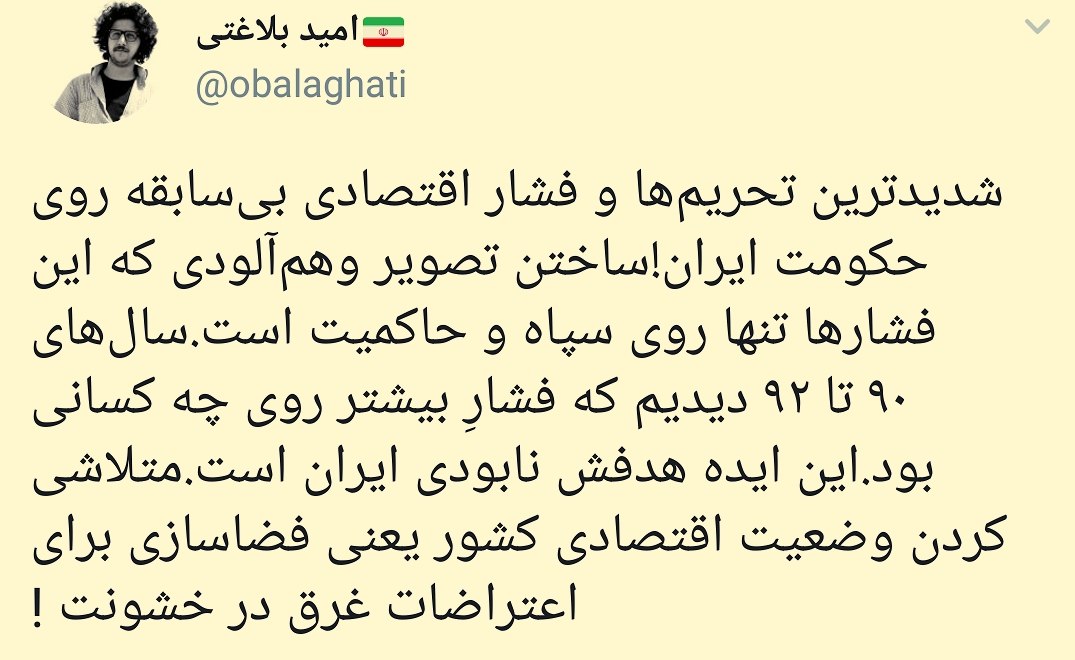 امید بلاغتی🇮🇷
@obalaghati
شدیدترین تحریم‌ها و فشار اقتصادی بی‌سابقه روی
حکومت ایران!ساختن تصویر وهم‌آلودی که این
فشارها تنها روی سپاه و حاکمیت است.سال‌های
۹۰ تا ۹۲ دیدیم که فشارِ بیشتر روی چه کسانی
بود.این ایده هدفش نابودی ایران است.متلاشی
کردن وضعیت اقتصادی کشور یعنی فضاسازی برای
اعتراضات غرق در خشونت !